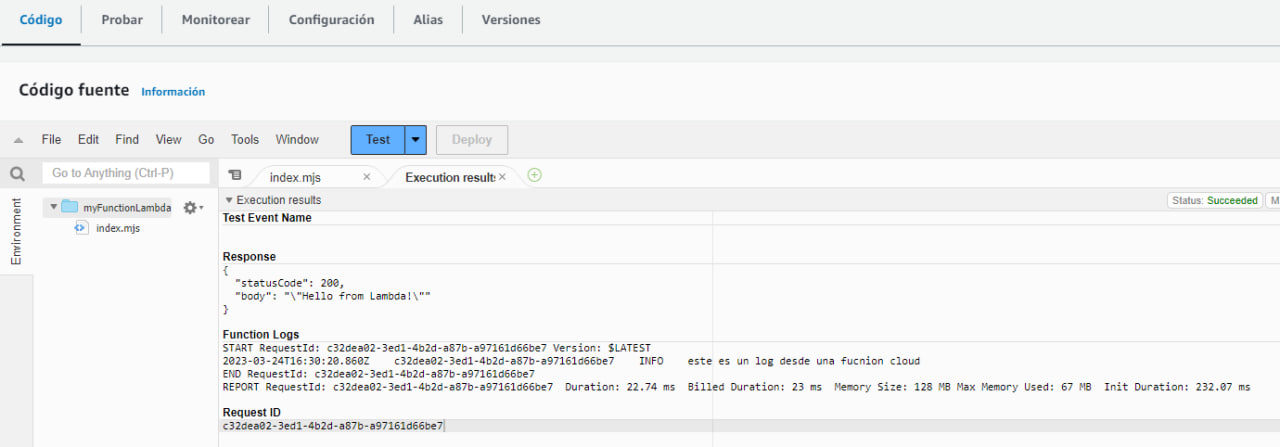 Código Probar Monitorear Configuración Alias Versiones
Código fuente Información
File Edit Find View Go Tools Window Test Deploy
Go to Anything (Ctrl-P) index.mjs Execution results
Environment
myFunctionLambda
index.mjs
Execution results Status: Succeeded M
Test Event Name
Response
{
"statusCode": 200,
"body": "\"Hello from Lambda!\""
}
Function Logs
START RequestId: c32dea02-3ed1-4b2d-a87b-a97161d66be7 Version: $LATEST
2023-03-24T16:30:20.860Z c32dea02-3ed1-4b2d-a87b-a97161d66be7 INFO este es un log desde una fucnion cloud
END RequestId: c32dea02-3ed1-4b2d-a87b-a97161d66be7
REPORT RequestId: c32dea02-3ed1-4b2d-a87b-a97161d66be7 Duration: 22.74 ms Billed Duration: 23 ms Memory Size: 128 MB Max Memory Used: 67 MB Init Duration: 232.07 ms
Request ID
c32dea02-3ed1-4b2d-a87b-a97161d66be7